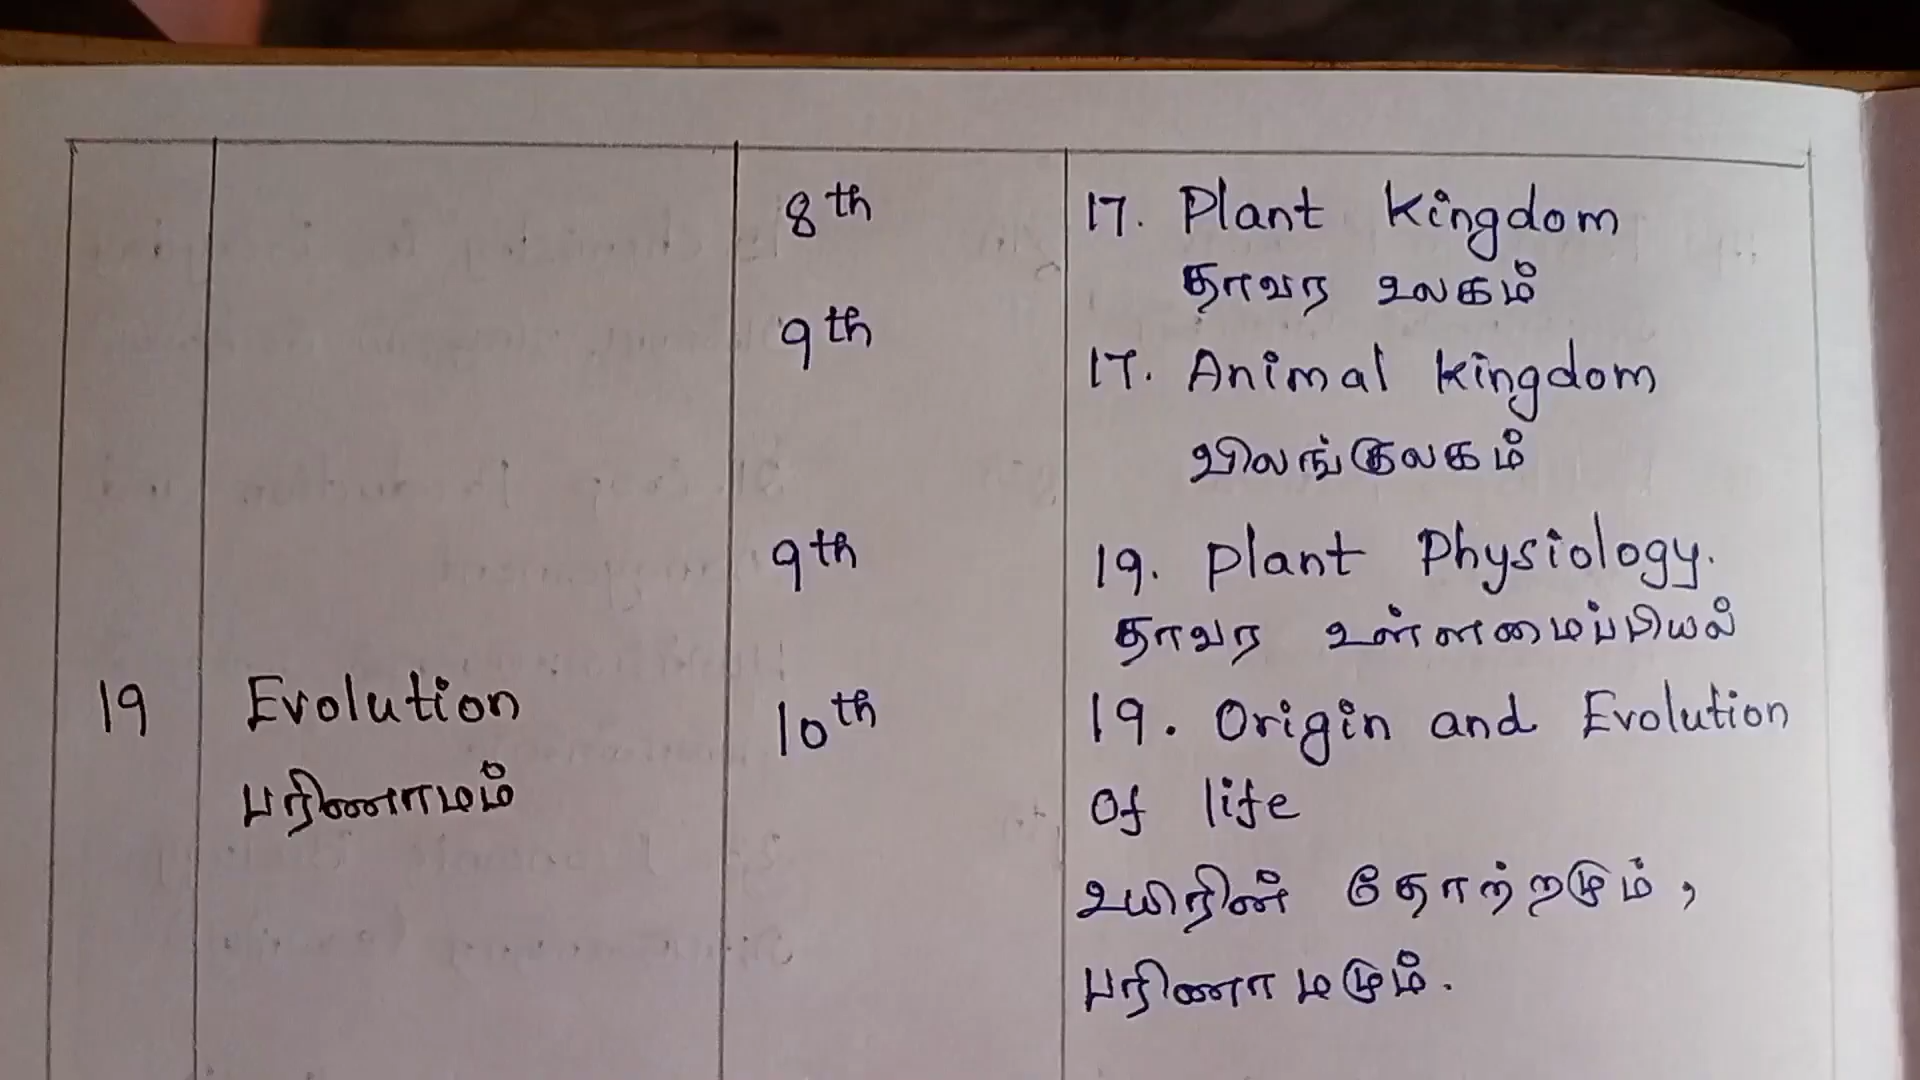 8th 17. Plant Kingdom
தாவர உலகம்
9th 17. Animal Kingdom
விலங்குலகம்
9th 19. Plant Physiology.
தாவர உள்ளமைப்பியல்
19 Evolution 10th 19. Origin and Evolution
பரிணாமம் Of life
உயிரின் தோற்றமும்,
பரிணாமமும்.